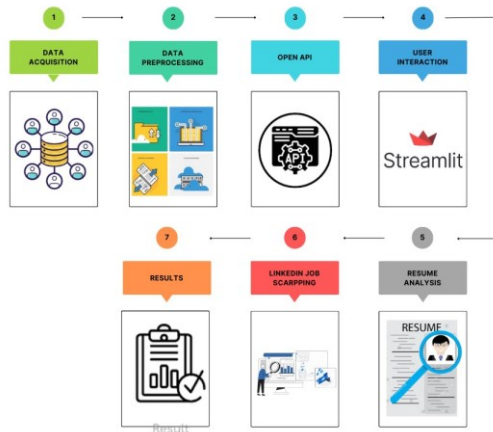 1
2
3
4
DATA
ACQUISITION
DATA
PREPROCESSING
OPEN API
USER
INTERACTION
API
Streamlit
7
6
5
RESULTS
LINKEDIN JOB
SCARPPING
RESUME
ANALYSIS
RESUME
Result